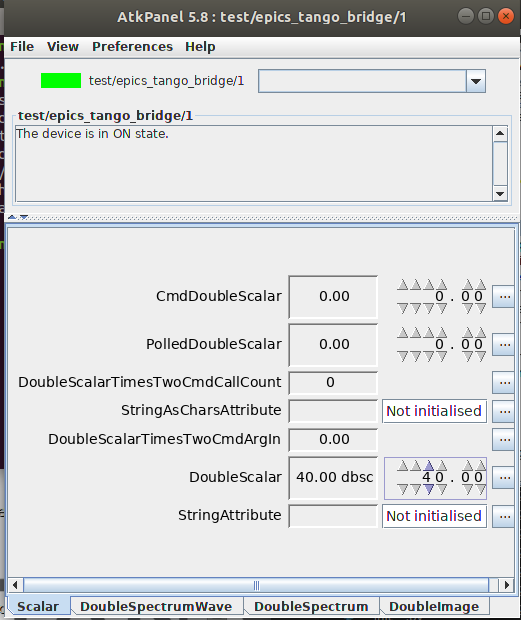 AtkPanel 5.8 : test/epics_tango_bridge/1
File View Preferences Help
test/epics_tango_bridge/1
test/epics_tango_bridge/1
The device is in ON state.
CmdDoubleScalar 0.00 0.00 ...
PolledDoubleScalar 0.00 0.00 ...
DoubleScalarTimesTwoCmdCallCount 0 ...
StringAsCharsAttribute Not initialised ...
DoubleScalarTimesTwoCmdArgIn 0.00 ...
DoubleScalar 40.00 dbsc 40.00 ...
StringAttribute Not initialised ...
Scalar DoubleSpectrumWave DoubleSpectrum DoubleImage